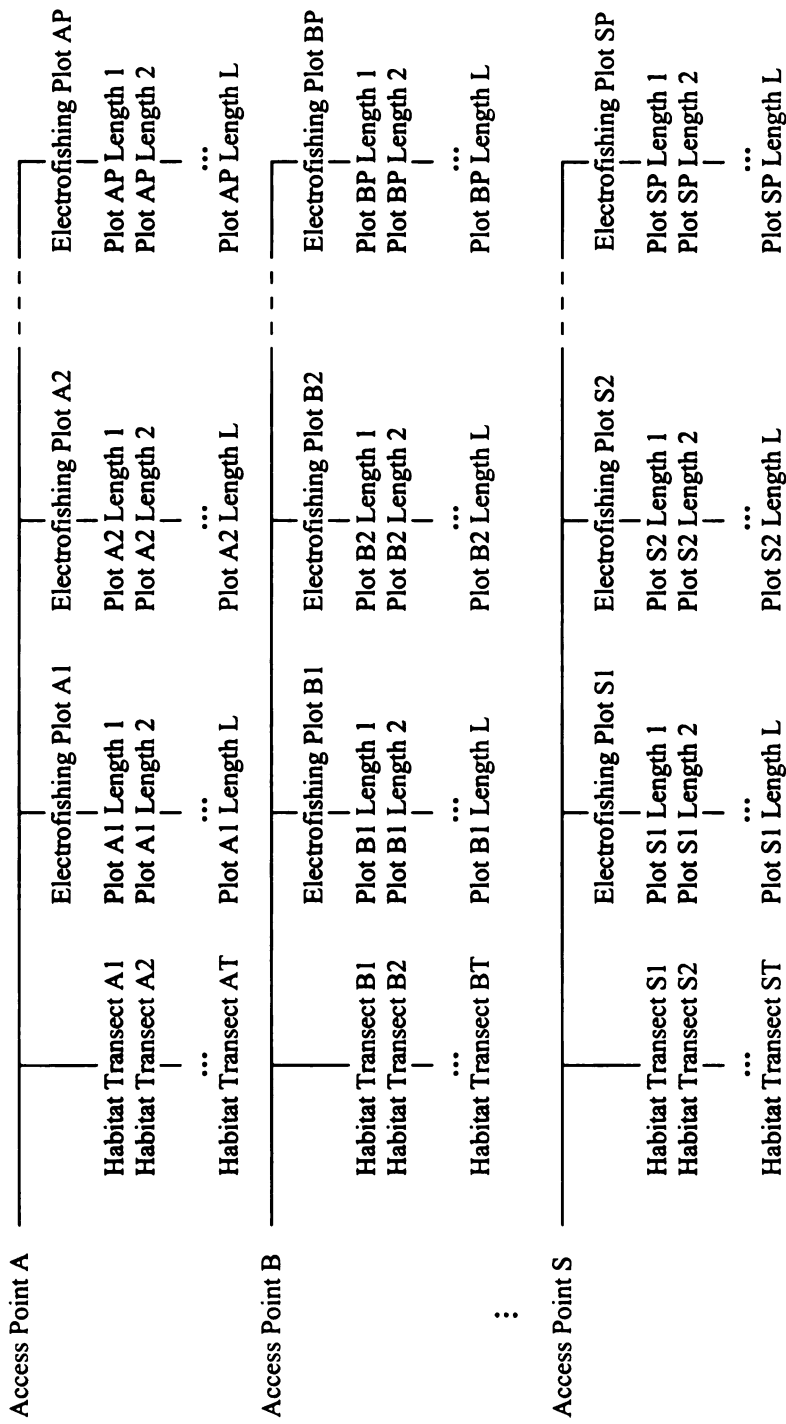 Access Point A
Habitat Transect A1
Habitat Transect A2
...
Habitat Transect AT
Electrofishing Plot A1
Plot A1 Length 1
Plot A1 Length 2
...
Plot A1 Length L
Electrofishing Plot A2
Plot A2 Length 1
Plot A2 Length 2
...
Plot A2 Length L
Electrofishing Plot AP
Plot AP Length 1
Plot AP Length 2
...
Plot AP Length L
Access Point B
Habitat Transect B1
Habitat Transect B2
...
Habitat Transect BT
Electrofishing Plot B1
Plot B1 Length 1
Plot B1 Length 2
...
Plot B1 Length L
Electrofishing Plot B2
Plot B2 Length 1
Plot B2 Length 2
...
Plot B2 Length L
Electrofishing Plot BP
Plot BP Length 1
Plot BP Length 2
...
Plot BP Length L
...
Access Point S
Habitat Transect S1
Habitat Transect S2
...
Habitat Transect ST
Electrofishing Plot S1
Plot S1 Length 1
Plot S1 Length 2
...
Plot S1 Length L
Electrofishing Plot S2
Plot S2 Length 1
Plot S2 Length 2
...
Plot S2 Length L
Electrofishing Plot SP
Plot SP Length 1
Plot SP Length 2
...
Plot SP Length L